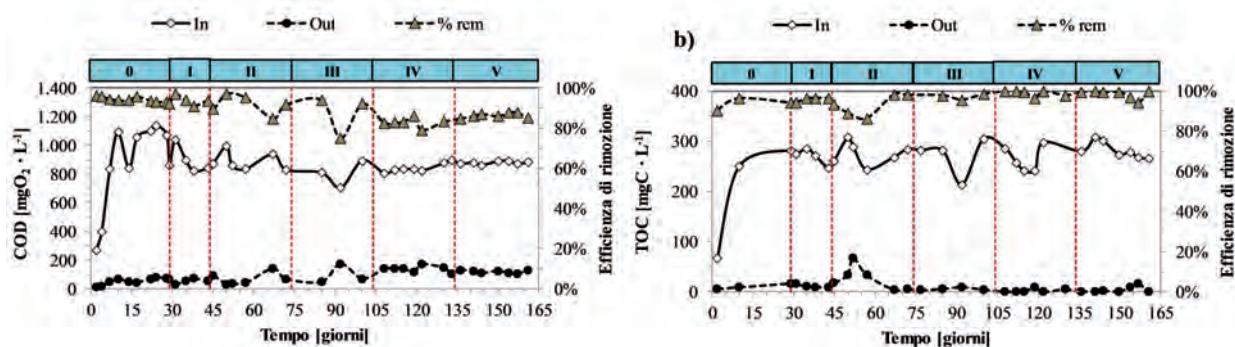 In Out % rem
0 I II III IV V
1.400 1.200 1.000 800 600 400 200 0
COD [mgO₂ · L⁻¹]
100% 80% 60% 40% 20% 0%
Efficienza di rimozione
0 15 30 45 60 75 90 105 120 135 150 165
Tempo [giorni]
b)
In Out % rem
0 I II III IV V
400 300 200 100 0
TOC [mgC · L⁻¹]
100% 80% 60% 40% 20% 0%
Efficienza di rimozione
0 15 30 45 60 75 90 105 120 135 150 165
Tempo [giorni]